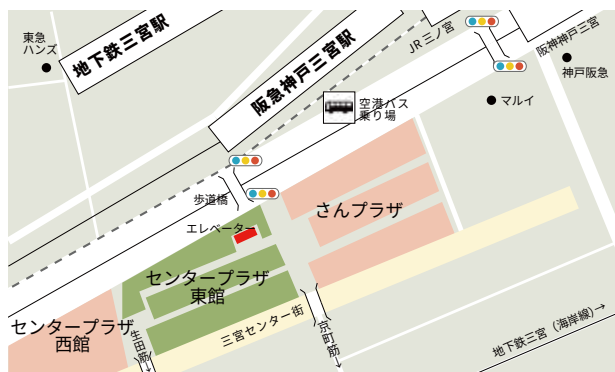 東急
ハンズ
地下鉄三宮駅
阪急神戸三宮駅
JR三ノ宮
阪神神戸三宮
神戸阪急
空港バス
乗り場
マルイ
歩道橋
エレベーター
さんプラザ
センタープラザ
東館
センタープラザ
西館
生田筋→
三宮センター街
京町筋→
地下鉄三宮（海岸線）→